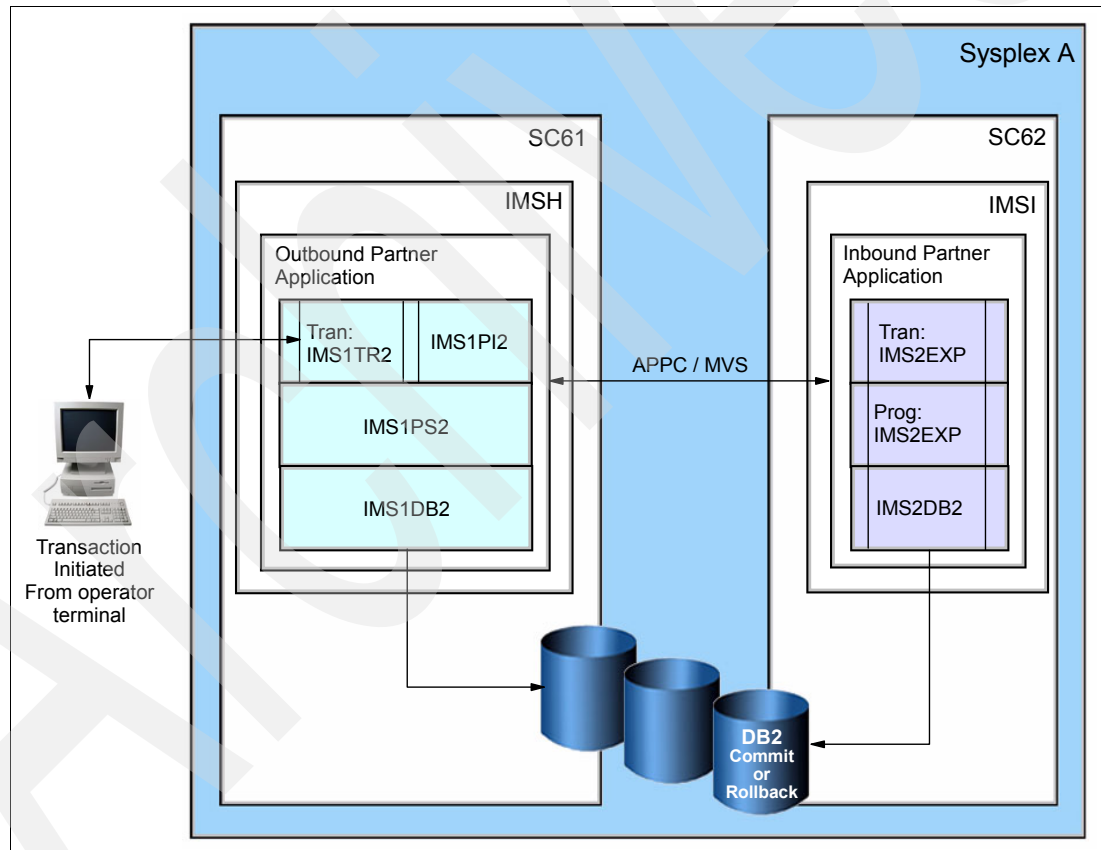 Sysplex A
SC61
SC62
IMSH
IMSI
Outbound Partner
Application
Inbound Partner
Application
Tran:
IMS1TR2
IMS1PI2
APPC / MVS
Tran:
IMS2EXP
IMS1PS2
Prog:
IMS2EXP
IMS1DB2
IMS2DB2
Transaction
Initiated
From operator
terminal
DB2
Commit
or
Rollback